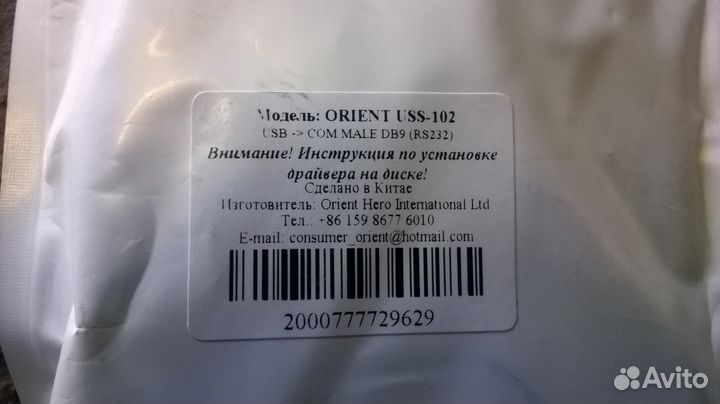 Модель: ORIENT USS-102
USB -> COM MALE DB9 (RS232)
Внимание! Инструкция по установке
драйвера на диске!
Сделано в Китае
Изготовитель: Orient Hero International Ltd
Тел.: +86 159 8677 6010
E-mail: consumer_orient@hotmail.com
2000777729629
Avito